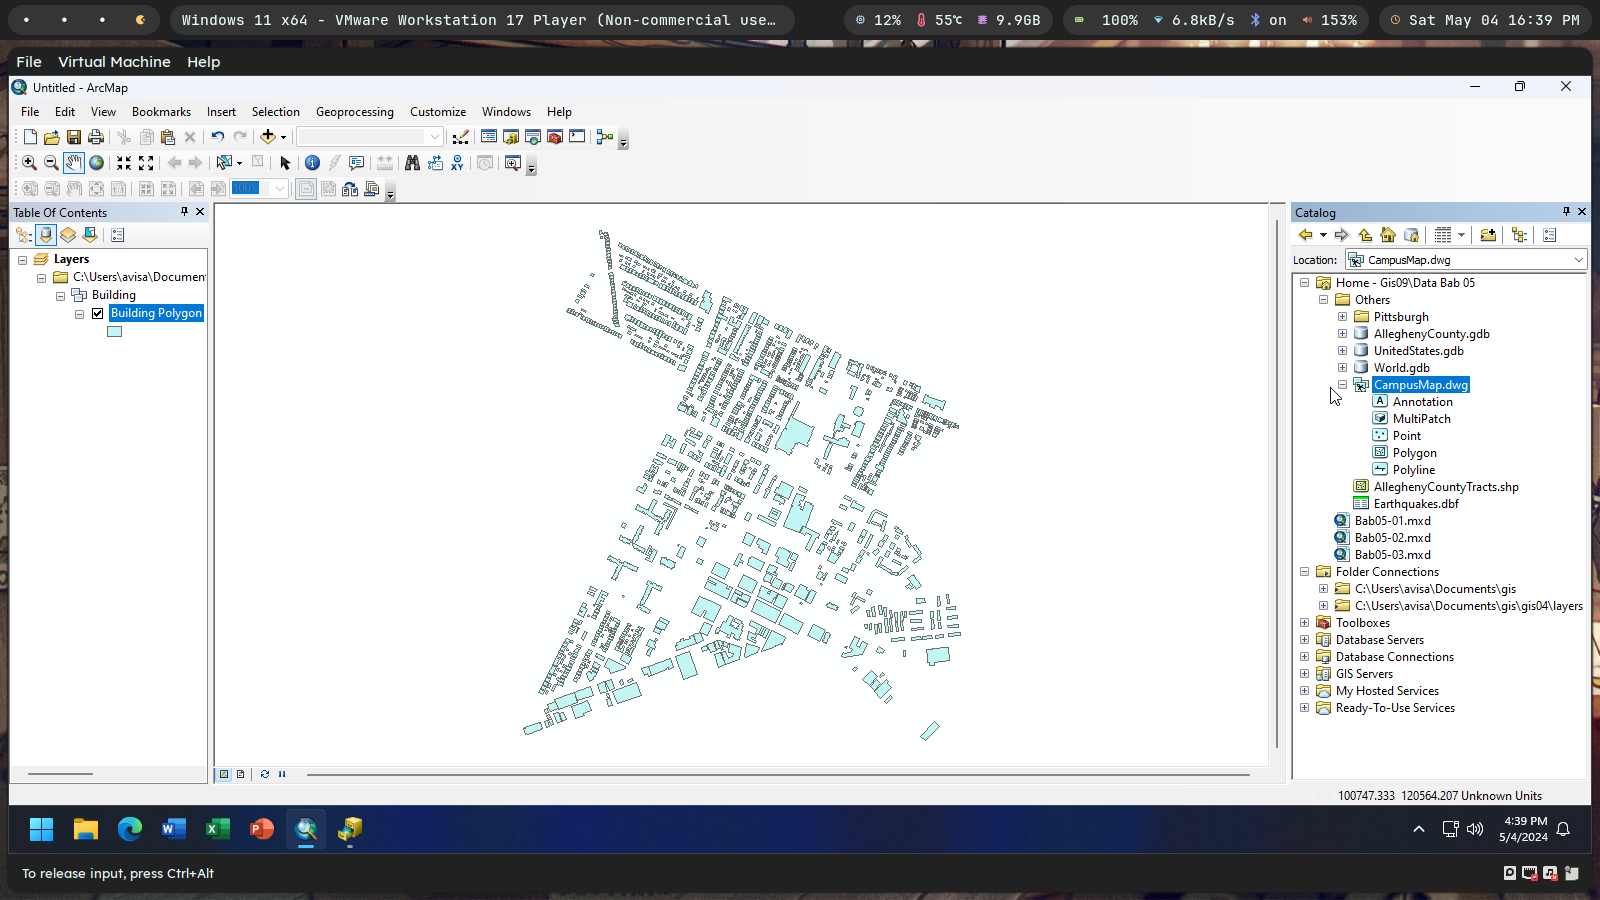 Windows 11 x64 - VMware Workstation 17 Player (Non-commercial use…
12%
55℃
9.9GB
100%
6.8kB/s
on
153%
Sat May 04 16:39 PM
File Virtual Machine Help
Untitled - ArcMap
File Edit View Bookmarks Insert Selection Geoprocessing Customize Windows Help
100%
Table Of Contents
Layers
C:\Users\avisa\Documen
Building
Building Polygon
Catalog
Location: CampusMap.dwg
Home - Gis09\Data Bab 05
Others
Pittsburgh
AlleghenyCounty.gdb
UnitedStates.gdb
World.gdb
CampusMap.dwg
Annotation
MultiPatch
Point
Polygon
Polyline
AlleghenyCountyTracts.shp
Earthquakes.dbf
Bab05-01.mxd
Bab05-02.mxd
Bab05-03.mxd
Folder Connections
C:\Users\avisa\Documents\gis
C:\Users\avisa\Documents\gis\gis04\layers
Toolboxes
Database Servers
Database Connections
GIS Servers
My Hosted Services
Ready-To-Use Services
100747.333 120564.207 Unknown Units
4:39 PM
5/4/2024
To release input, press Ctrl+Alt